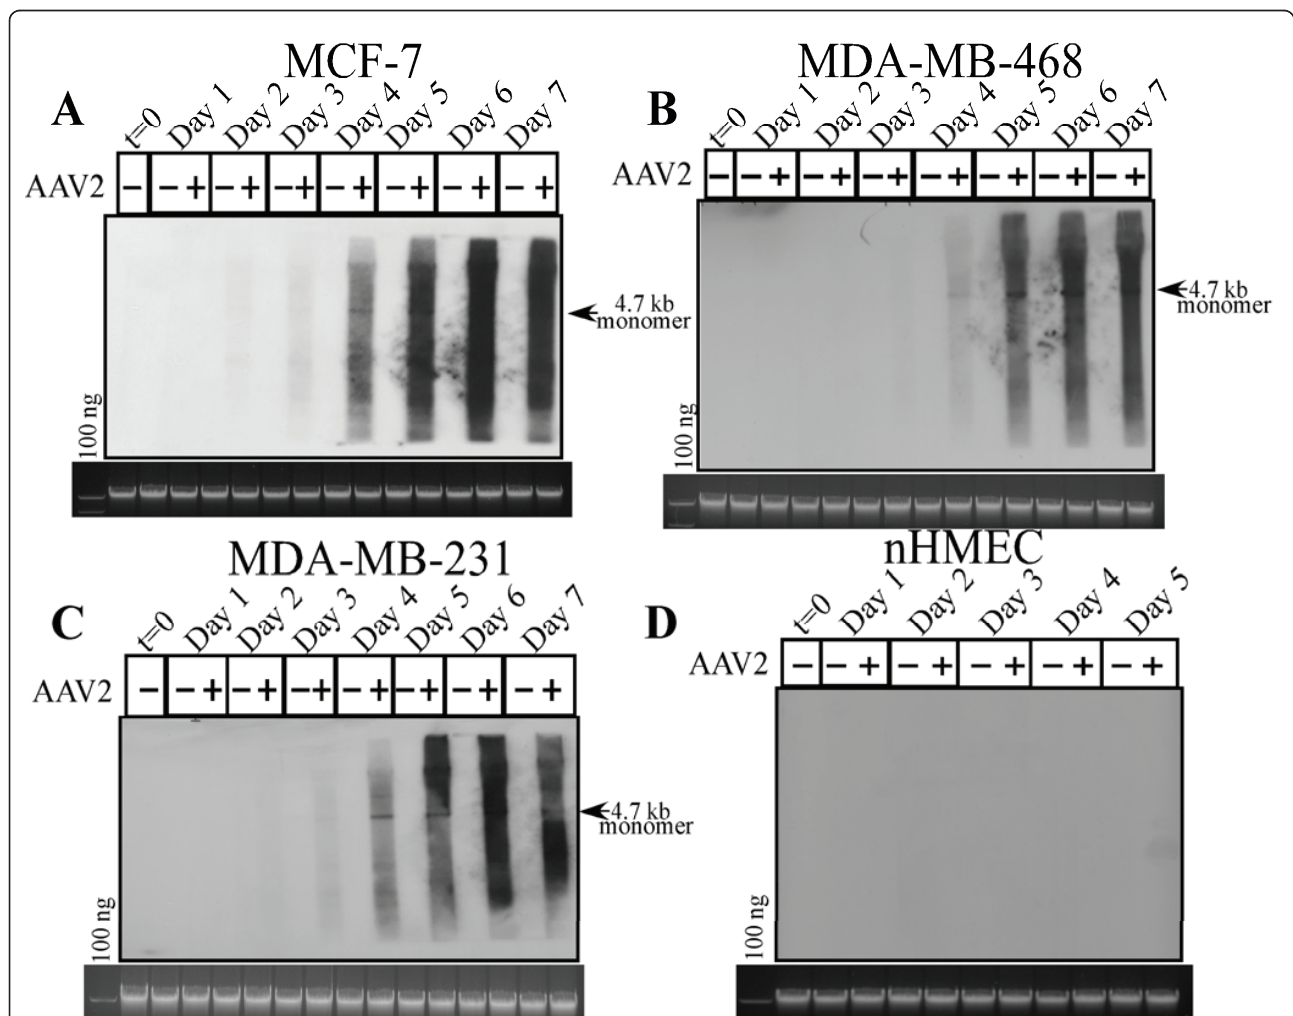 MCF-7
A
t=0 Day 1 Day 2 Day 3 Day 4 Day 5 Day 6 Day 7
AAV2 − − + − + − + − + − + − + − +
4.7 kb
monomer
100 ng
MDA-MB-468
B
t=0 Day 1 Day 2 Day 3 Day 4 Day 5 Day 6 Day 7
AAV2 − − + − + − + − + − + − + − +
4.7 kb
monomer
100 ng
MDA-MB-231
C
t=0 Day 1 Day 2 Day 3 Day 4 Day 5 Day 6 Day 7
AAV2 − − + − + − + − + − + − + − +
4.7 kb
monomer
100 ng
nHMEC
D
t=0 Day 1 Day 2 Day 3 Day 4 Day 5
AAV2 − − + − + − + − + − +
100 ng